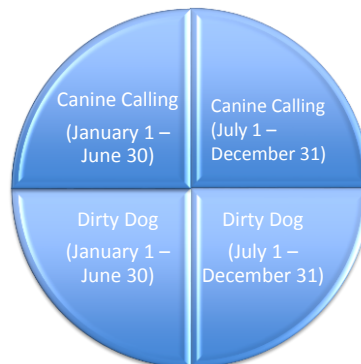 Canine Calling
(January 1 –
June 30)
Canine Calling
(July 1 –
December 31)
Dirty Dog
(January 1 –
June 30)
Dirty Dog
(July 1 –
December 31)